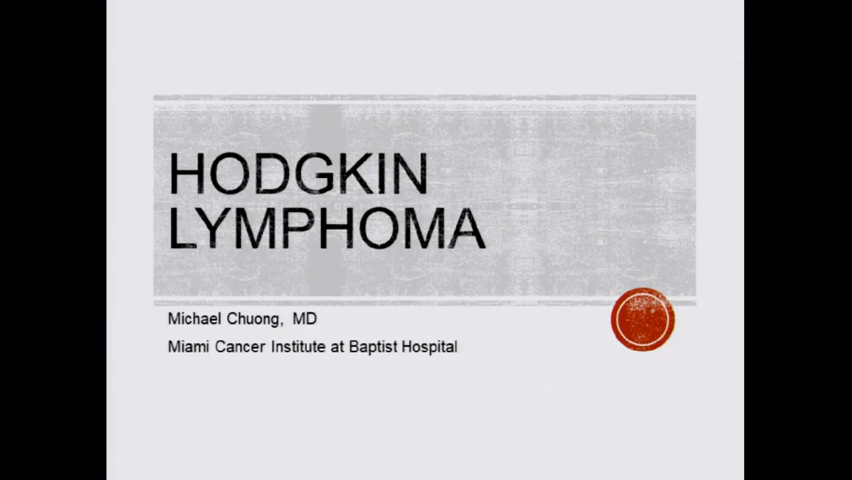 HODGKIN
LYMPHOMA
Michael Chuong, MD
Miami Cancer Institute at Baptist Hospital